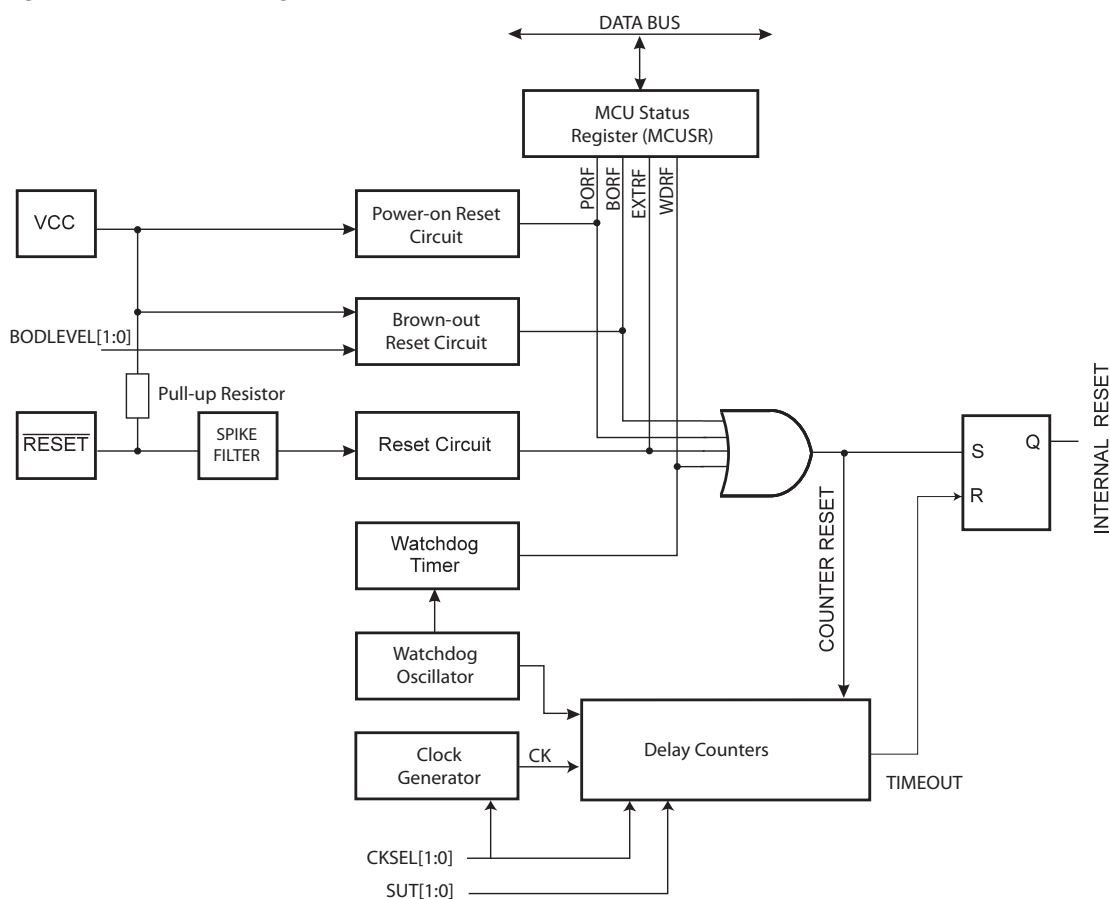 DATA BUS
MCU Status
Register (MCUSR)
PORF
BORF
EXTRF
WDRF
VCC
Power-on Reset
Circuit
BODLEVEL[1:0]
Brown-out
Reset Circuit
Pull-up Resistor
RESET
SPIKE
FILTER
Reset Circuit
S
Q
R
INTERNAL RESET
Watchdog
Timer
COUNTER RESET
Watchdog
Oscillator
Clock
Generator
CK
Delay Counters
TIMEOUT
CKSEL[1:0]
SUT[1:0]